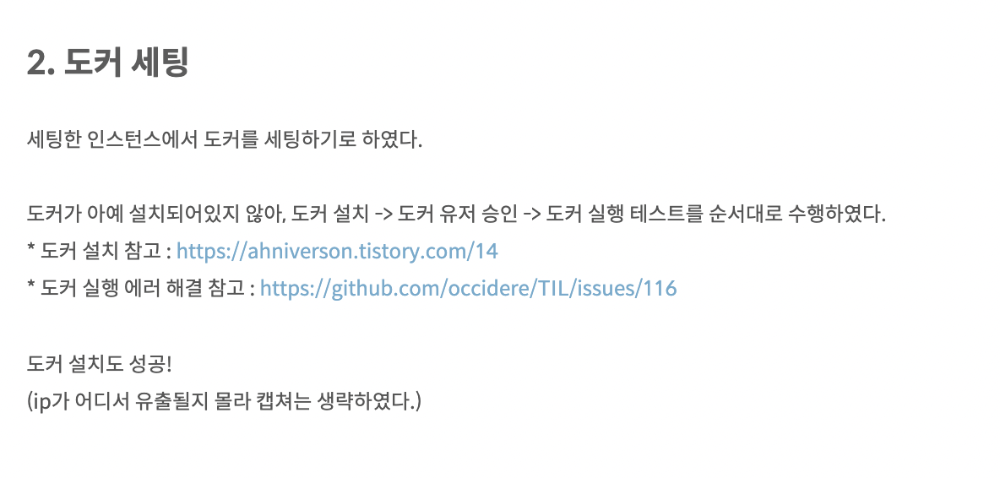 2. 도커 세팅
세팅한 인스턴스에서 도커를 세팅하기로 하였다.
도커가 아예 설치되어있지 않아, 도커 설치 -> 도커 유저 승인 -> 도커 실행 테스트를 순서대로 수행하였다.
* 도커 설치 참고 : https://ahniverson.tistory.com/14
* 도커 실행 에러 해결 참고 : https://github.com/occidere/TIL/issues/116
도커 설치도 성공!
(ip가 어디서 유출될지 몰라 캡쳐는 생략하였다.)